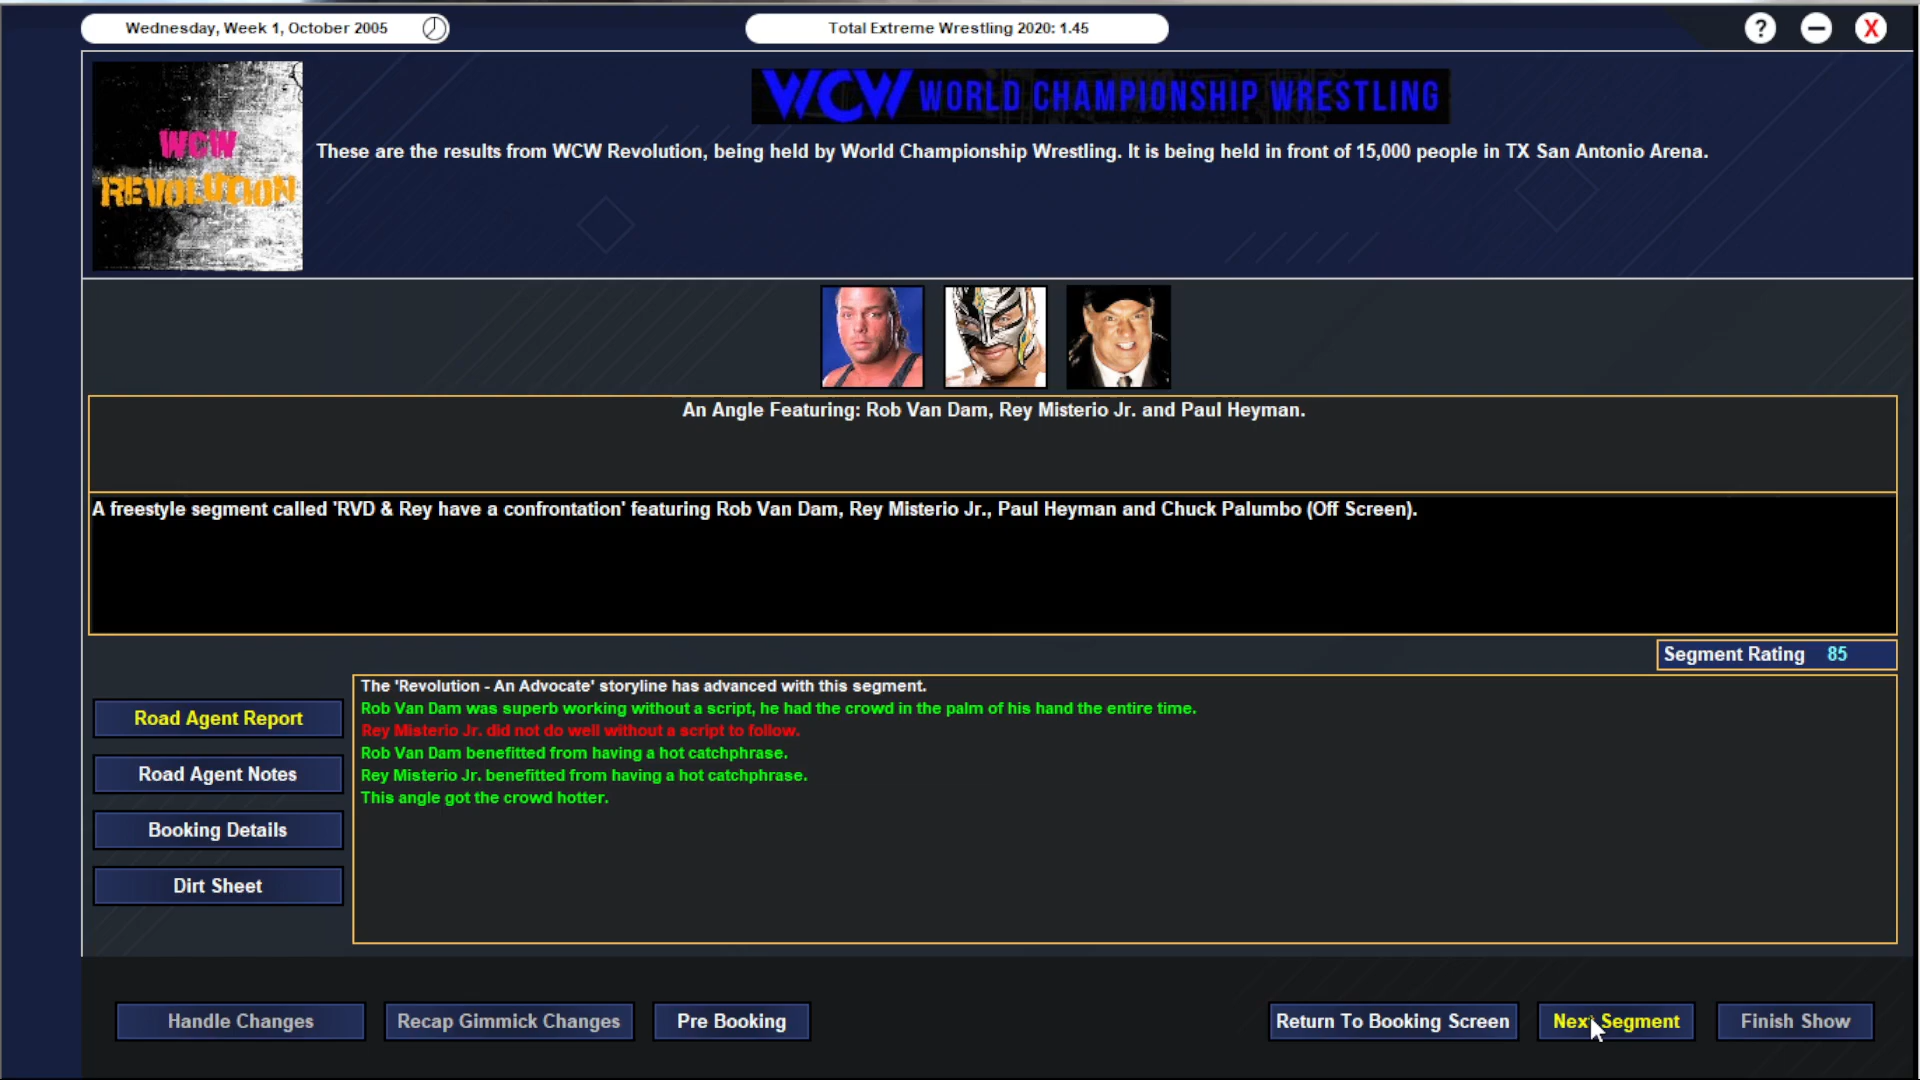 Wednesday, Week 1, October 2005
Total Extreme Wrestling 2020: 1.45
?
X
WCW WORLD CHAMPIONSHIP WRESTLING
WCW
REVOLUTION
These are the results from WCW Revolution, being held by World Championship Wrestling. It is being held in front of 15,000 people in TX San Antonio Arena.
An Angle Featuring: Rob Van Dam, Rey Misterio Jr. and Paul Heyman.
A freestyle segment called 'RVD & Rey have a confrontation' featuring Rob Van Dam, Rey Misterio Jr., Paul Heyman and Chuck Palumbo (Off Screen).
Segment Rating 85
The 'Revolution - An Advocate' storyline has advanced with this segment.
Rob Van Dam was superb working without a script, he had the crowd in the palm of his hand the entire time.
Rey Misterio Jr. did not do well without a script to follow.
Rob Van Dam benefitted from having a hot catchphrase.
Rey Misterio Jr. benefitted from having a hot catchphrase.
This angle got the crowd hotter.
Road Agent Report
Road Agent Notes
Booking Details
Dirt Sheet
Handle Changes
Recap Gimmick Changes
Pre Booking
Return To Booking Screen
Next Segment
Finish Show